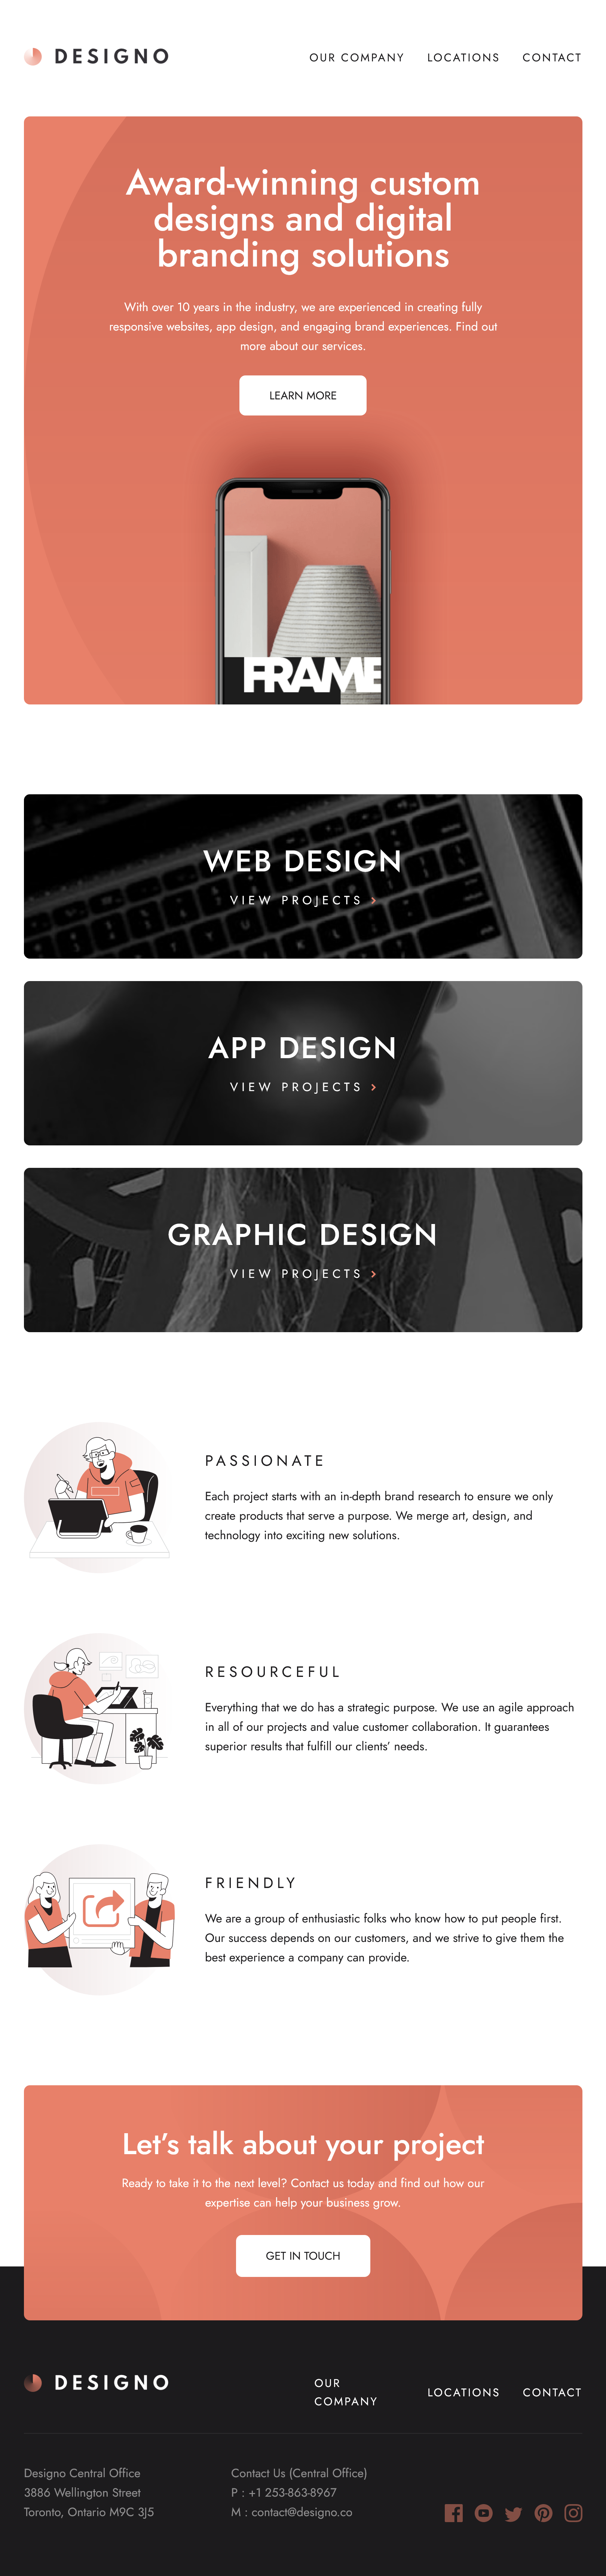 DESIGNO
OUR COMPANY LOCATIONS CONTACT
Award-winning custom
designs and digital
branding solutions
With over 10 years in the industry, we are experienced in creating fully
responsive websites, app design, and engaging brand experiences. Find out
more about our services.
LEARN MORE
FRAME
WEB DESIGN
VIEW PROJECTS
APP DESIGN
VIEW PROJECTS
GRAPHIC DESIGN
VIEW PROJECTS
PASSIONATE
Each project starts with an in-depth brand research to ensure we only
create products that serve a purpose. We merge art, design, and
technology into exciting new solutions.
RESOURCEFUL
Everything that we do has a strategic purpose. We use an agile approach
in all of our projects and value customer collaboration. It guarantees
superior results that fulfill our clients’ needs.
FRIENDLY
We are a group of enthusiastic folks who know how to put people first.
Our success depends on our customers, and we strive to give them the
best experience a company can provide.
Let’s talk about your project
Ready to take it to the next level? Contact us today and find out how our
expertise can help your business grow.
GET IN TOUCH
DESIGNO
OUR
COMPANY
LOCATIONS CONTACT
Designo Central Office
3886 Wellington Street
Toronto, Ontario M9C 3J5
Contact Us (Central Office)
P : +1 253-863-8967
M : contact@designo.co